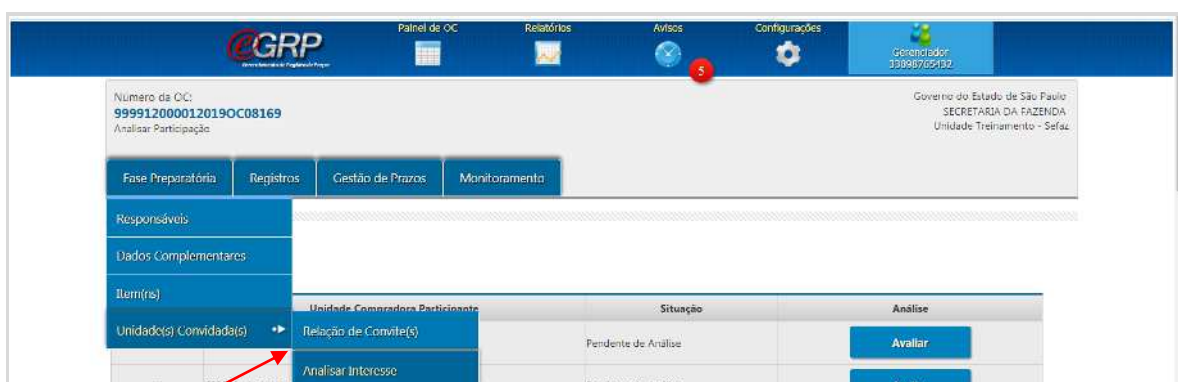 Painel de OC Relatórios Avisos Configurações
eGRP
5
Gerenciador
33898765432
Número da OC:
999912000012019OC08169
Analisar Participação
Governo do Estado de São Paulo
SECRETARIA DA FAZENDA
Unidade Treinamento - Sefaz
Fase Preparatória Registros Gestão de Prazos Monitoramento
Responsáveis
Dados Complementares
Item(ns)
Unidade Compradora Participante Situação Análise
Unidade(s) Convidada(s) Relação de Convite(s) Pendente de Análise Avaliar
Analisar Interesse